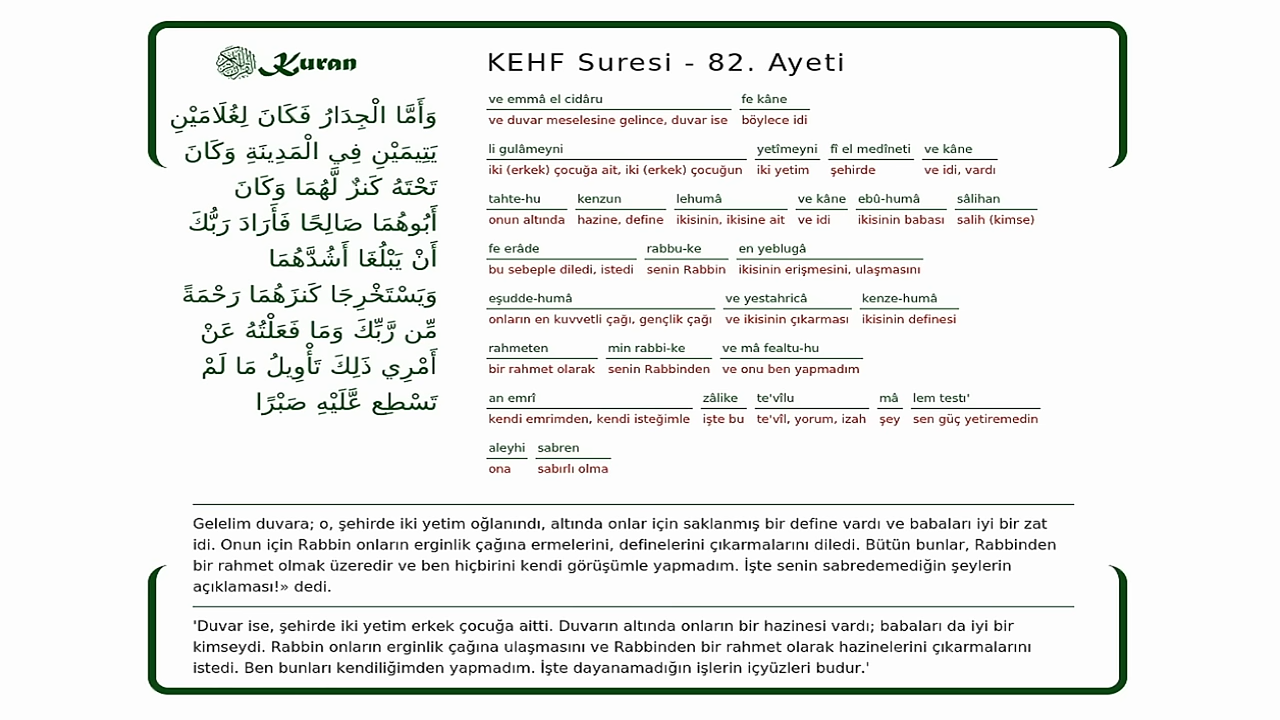 Kuran
KEHF Suresi - 82. Ayeti
وَأَمَّا الْجِدَارُ فَكَانَ لِغُلَامَيْنِ
يَتِيمَيْنِ فِي الْمَدِينَةِ وَكَانَ
تَحْتَهُ كَنزٌ لَّهُمَا وَكَانَ
أَبُوهُمَا صَالِحًا فَأَرَادَ رَبُّكَ
أَنْ يَبْلُغَا أَشُدَّهُمَا
وَيَسْتَخْرِجَا كَنزَهُمَا رَحْمَةً
مِّن رَّبِّكَ وَمَا فَعَلْتُهُ عَنْ
أَمْرِي ذَلِكَ تَأْوِيلُ مَا لَمْ
تَسْطِع عَّلَيْهِ صَبْرًا
ve emmâ el cidâru fe kâne
ve duvar meselesine gelince, duvar ise böylece idi
li gulâmeyni yetîmeyni fî el medîneti ve kâne
iki (erkek) çocuğa ait, iki (erkek) çocuğun iki yetim şehirde ve idi, vardı
tahte-hu kenzun lehumâ ve kâne ebû-humâ sâlihan
onun altında hazine, define ikisinin, ikisine ait ve idi ikisinin babası salih (kimse)
fe erâde rabbu-ke en yeblugâ
bu sebeple diledi, istedi senin Rabbin ikisinin erişmesini, ulaşmasını
eşudde-humâ ve yestahricâ kenze-humâ
onların en kuvvetli çağı, gençlik çağı ve ikisinin çıkarması ikisinin definesi
rahmeten min rabbi-ke ve mâ fealtu-hu
bir rahmet olarak senin Rabbinden ve onu ben yapmadım
an emrî zâlike te'vîlu mâ lem testı'
kendi emrimden, kendi isteğimle işte bu te'vîl, yorum, izah şey sen güç yetiremedin
aleyhi sabren
ona sabırlı olma
Gelelim duvara; o, şehirde iki yetim oğlanındı, altında onlar için saklanmış bir define vardı ve babaları iyi bir zat
idi. Onun için Rabbin onların erginlik çağına ermelerini, definelerini çıkarmalarını diledi. Bütün bunlar, Rabbinden
bir rahmet olmak üzeredir ve ben hiçbirini kendi görüşümle yapmadım. İşte senin sabredemediğin şeylerin
açıklaması!» dedi.
'Duvar ise, şehirde iki yetim erkek çocuğa aitti. Duvarın altında onların bir hazinesi vardı; babaları da iyi bir
kimseydi. Rabbin onların erginlik çağına ulaşmasını ve Rabbinden bir rahmet olarak hazinelerini çıkarmalarını
istedi. Ben bunları kendiliğimden yapmadım. İşte dayanamadığın işlerin içyüzleri budur.'